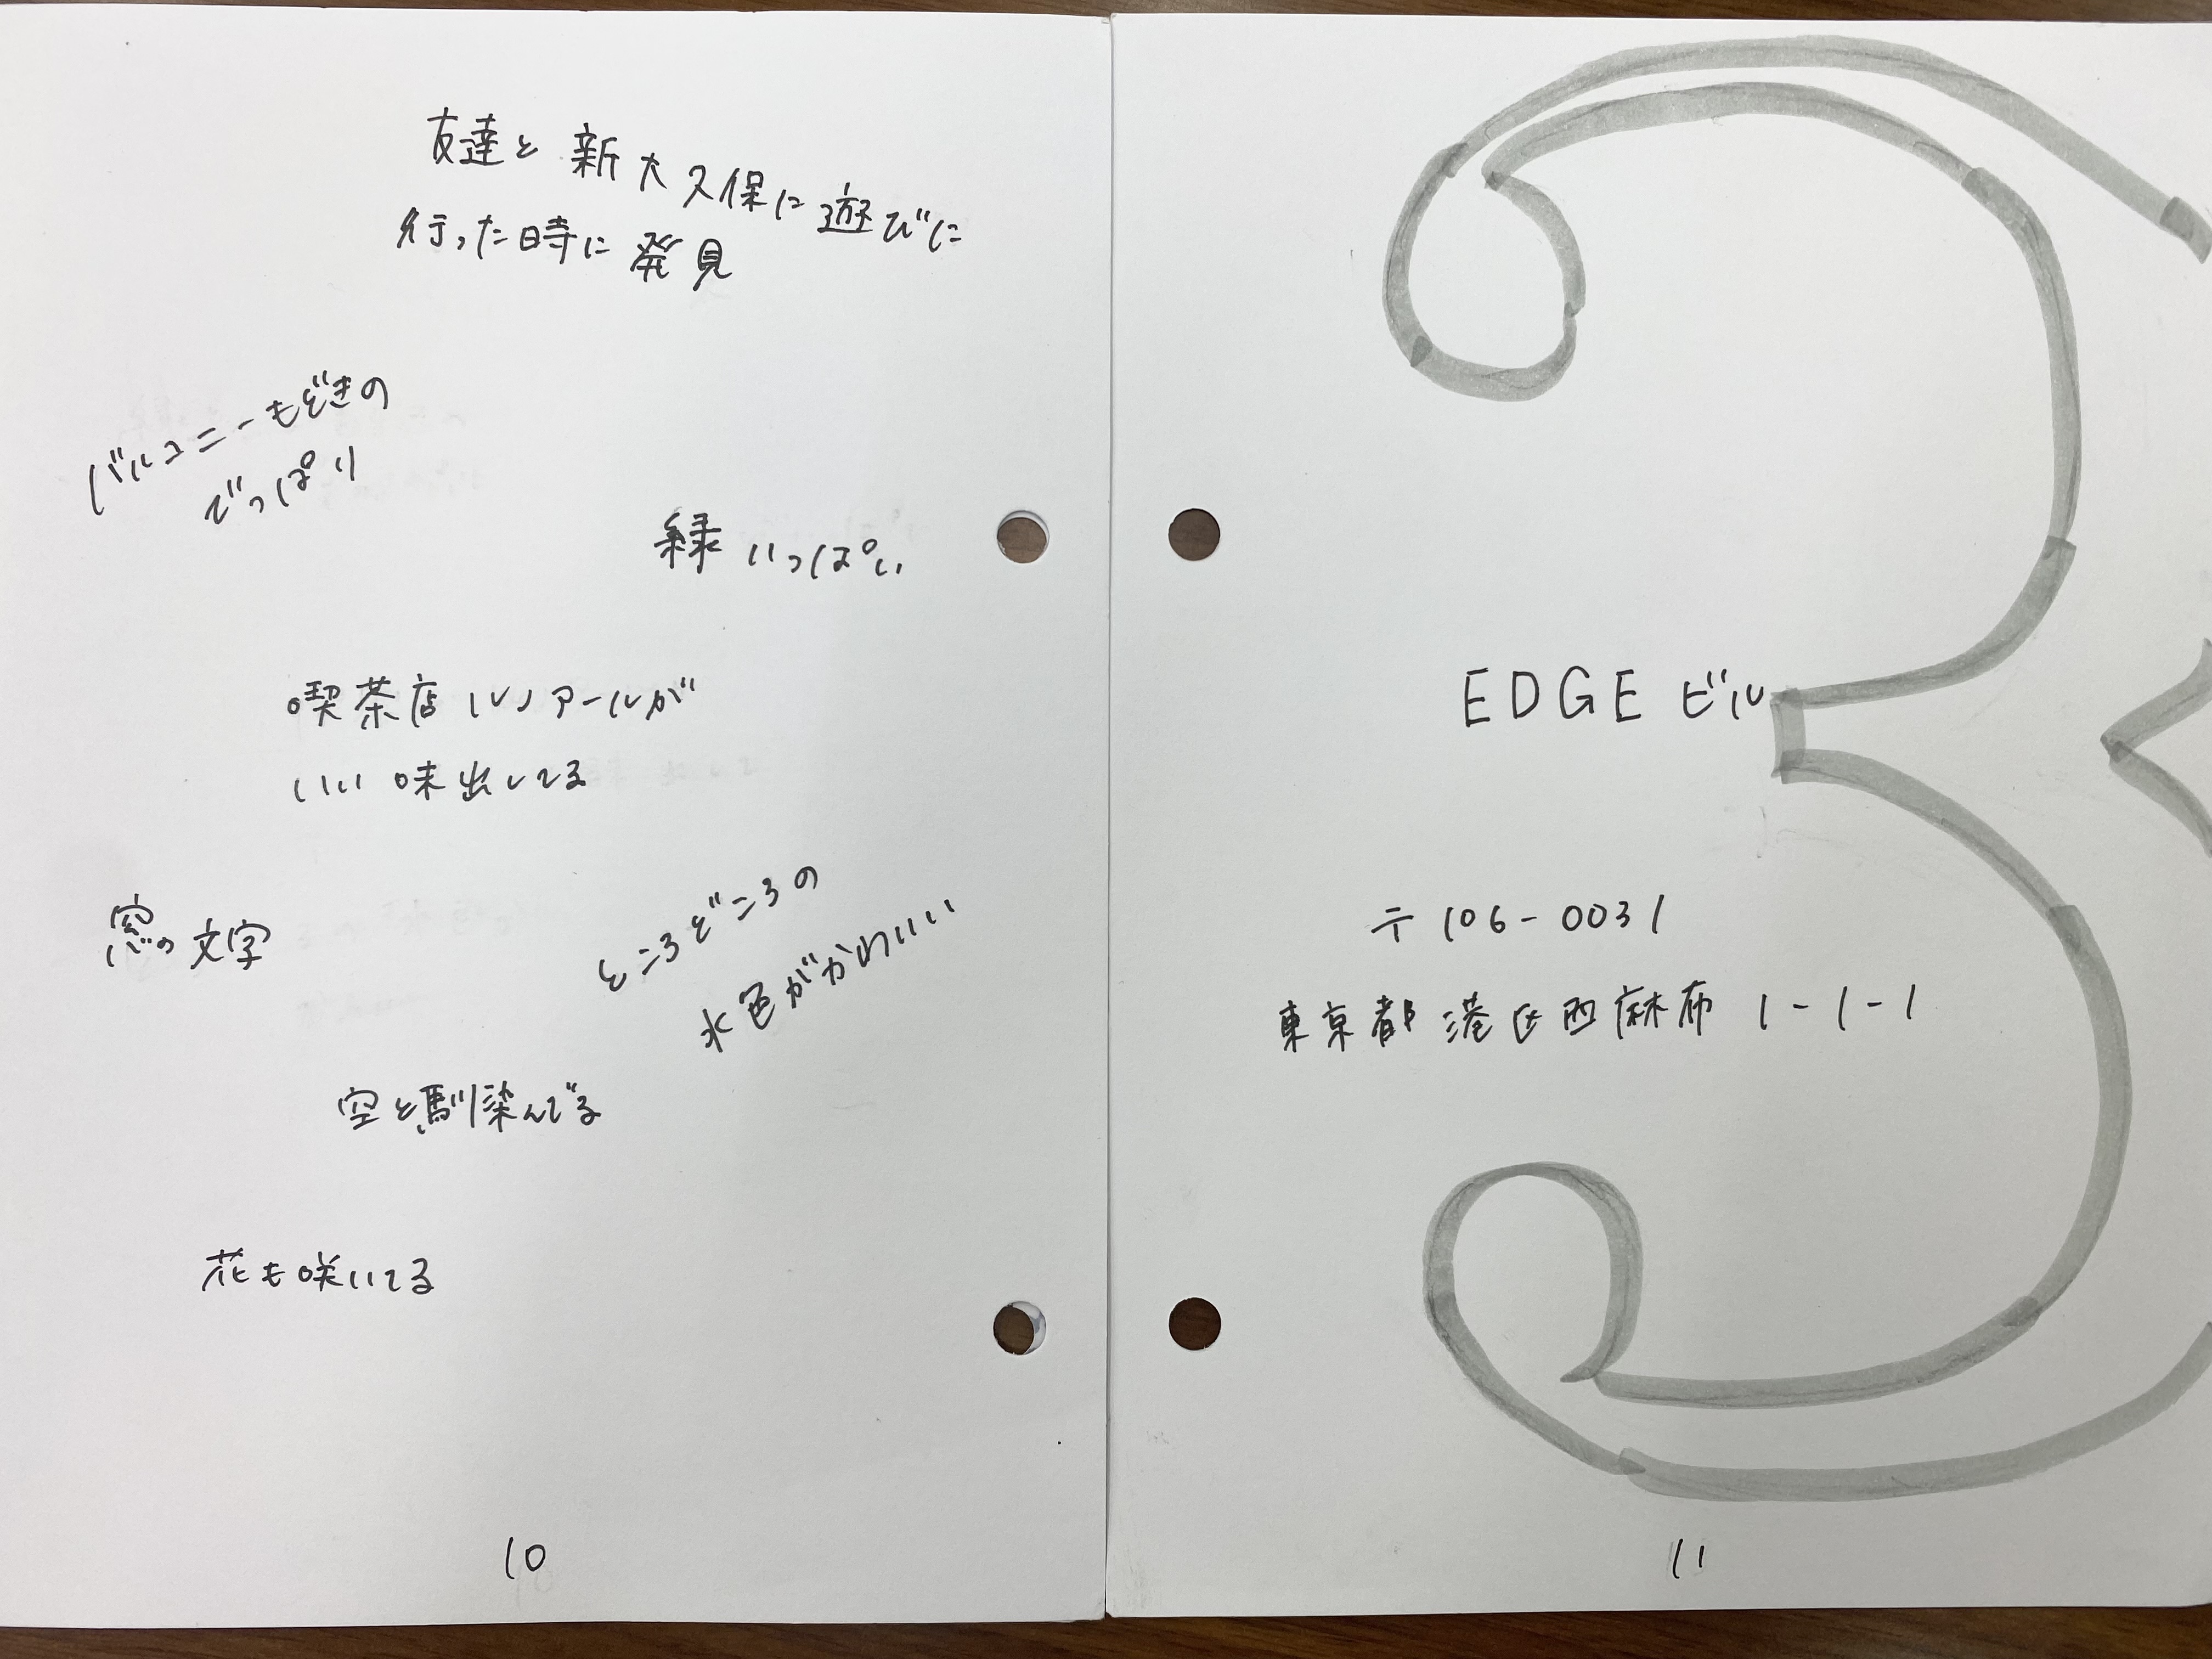 友達と新大久保に遊びに
行った時に発見
バルコニーもどきの
でっぱり
緑いっぱい
喫茶店ルノアールが
いい味出してる
窓の文字
ところどころの
水色がかわいい
空と馴染んでる
花も咲いてる
10
3
EDGEビル
〒106-0031
東京都港区西麻布1-1-1
11